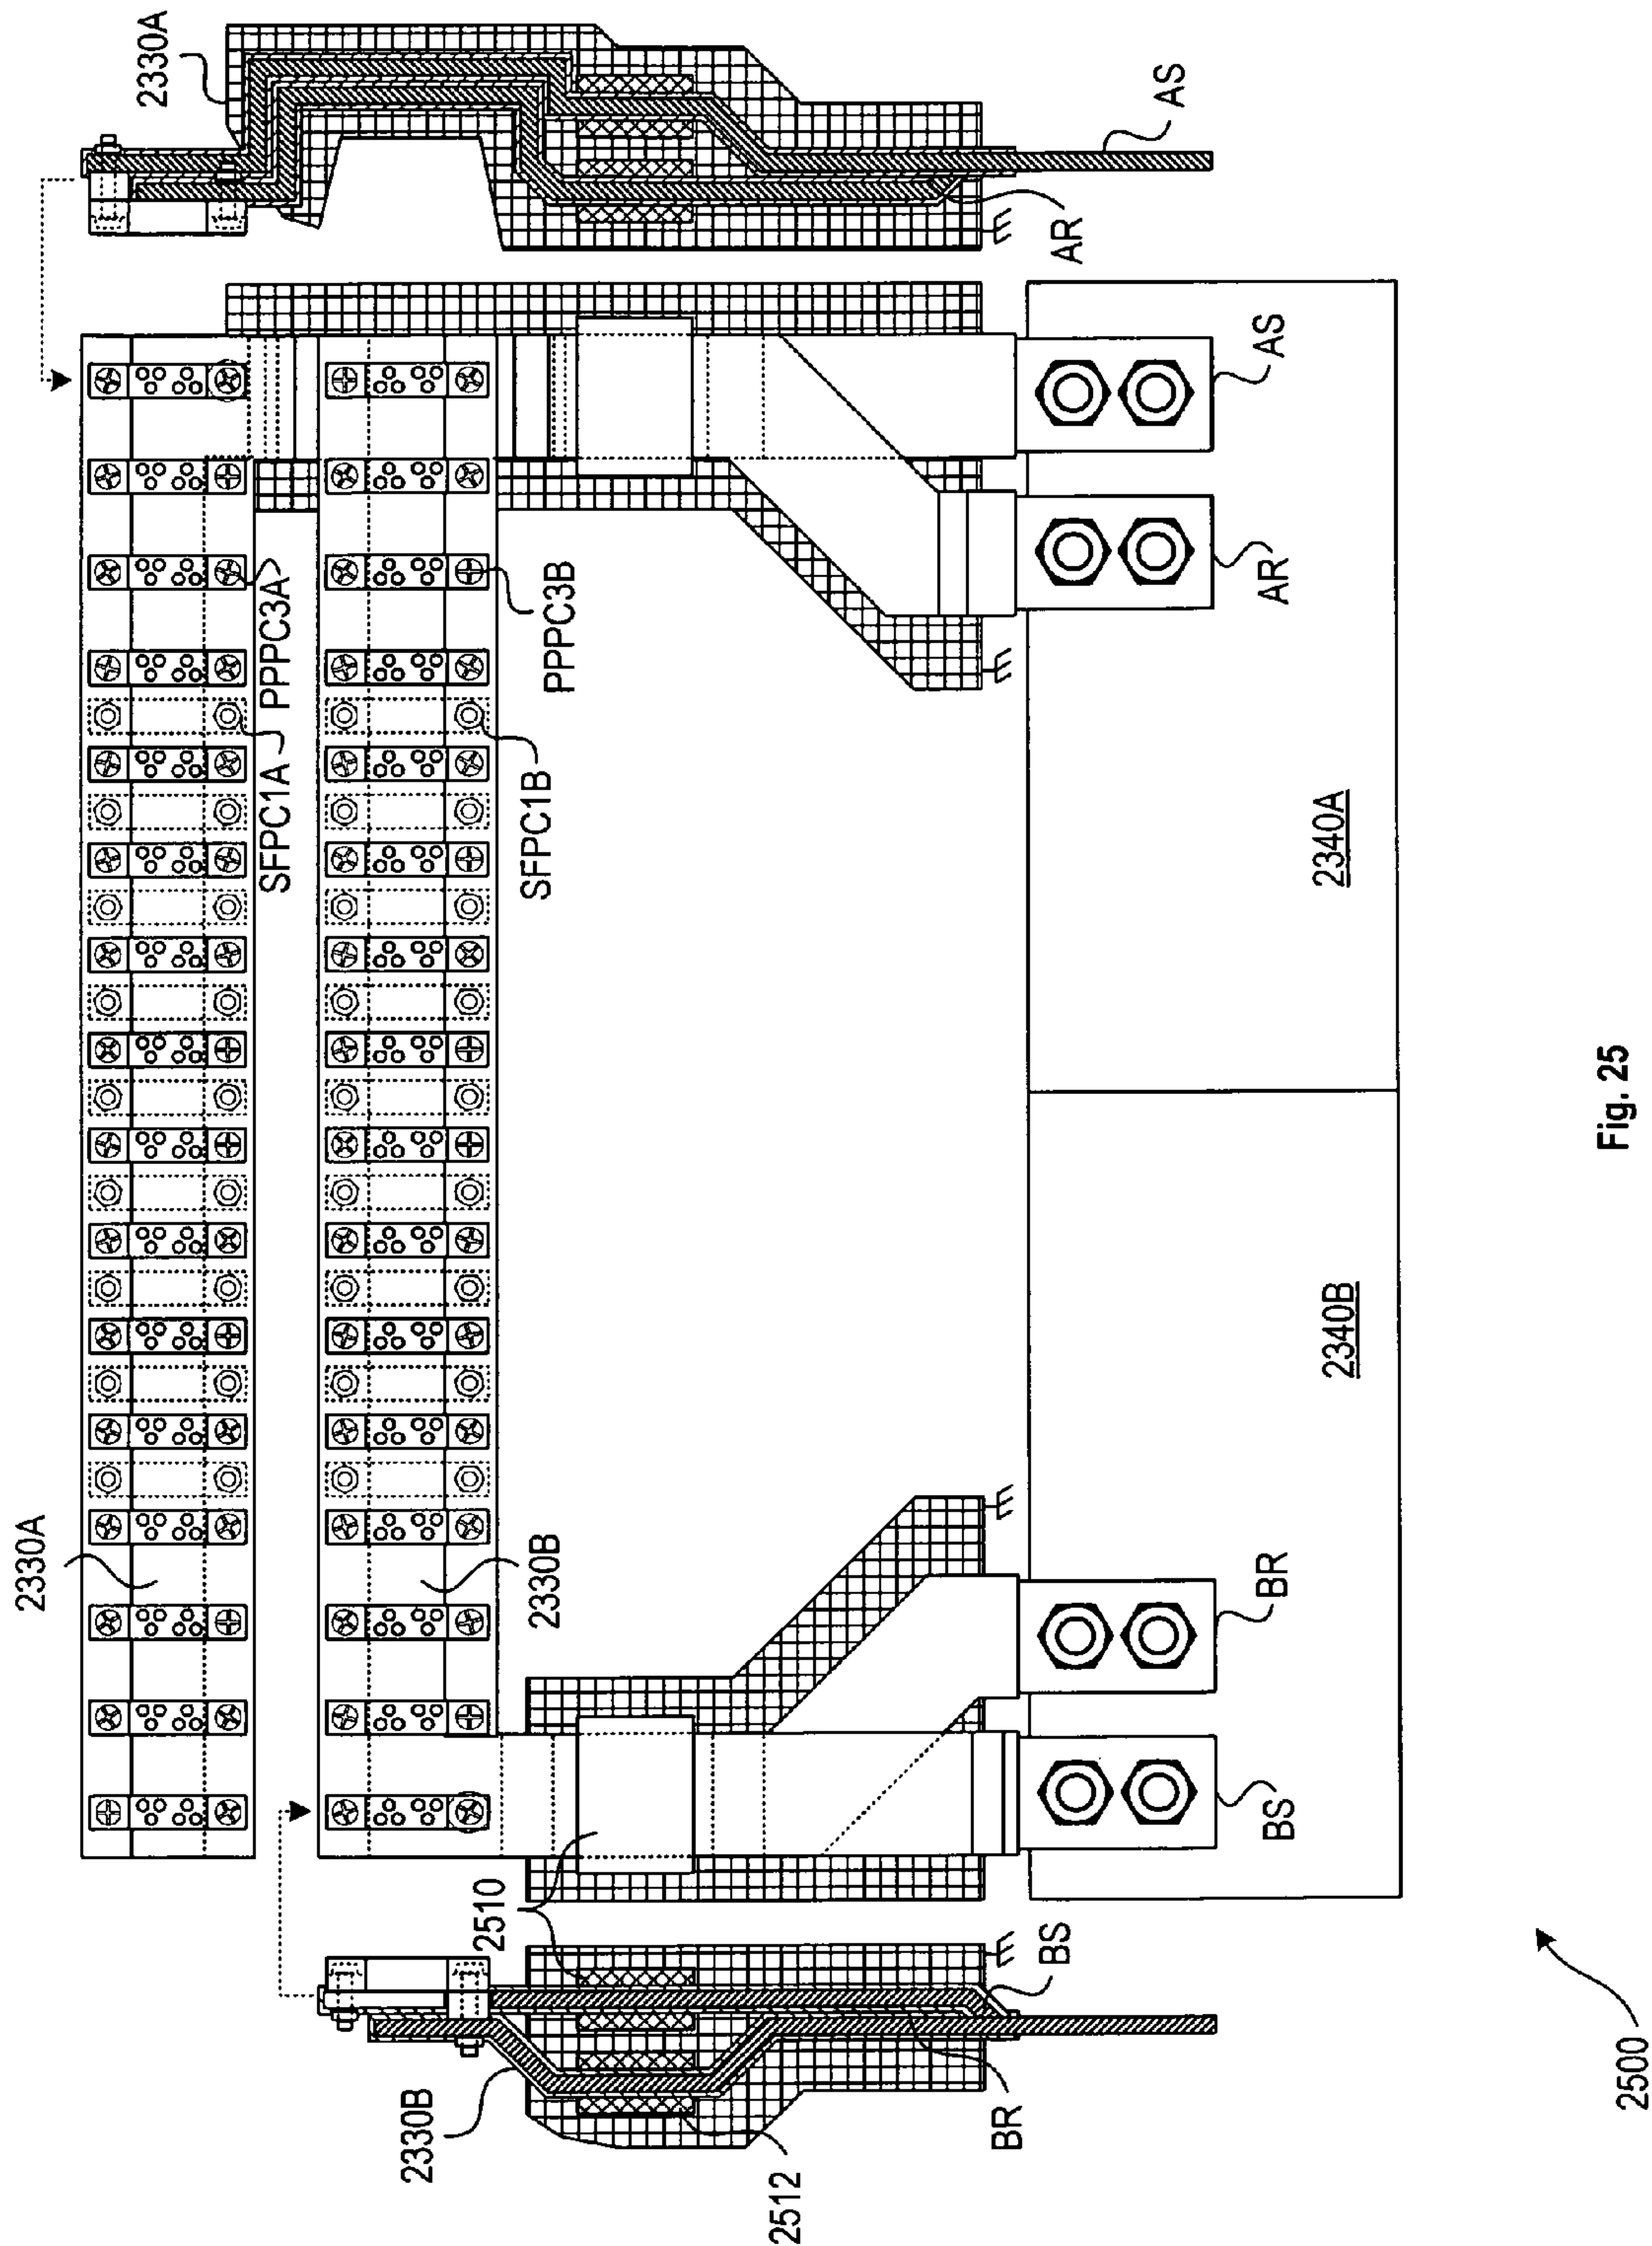 2330A
AS
AR
AS
AR
PPPC3A
SFPC1A
PPPC3B
SFPC1B
2340A
2340B
2330A
2330B
BR
BS
2510
BS
2330B
BR
2512
2500
Fig. 25